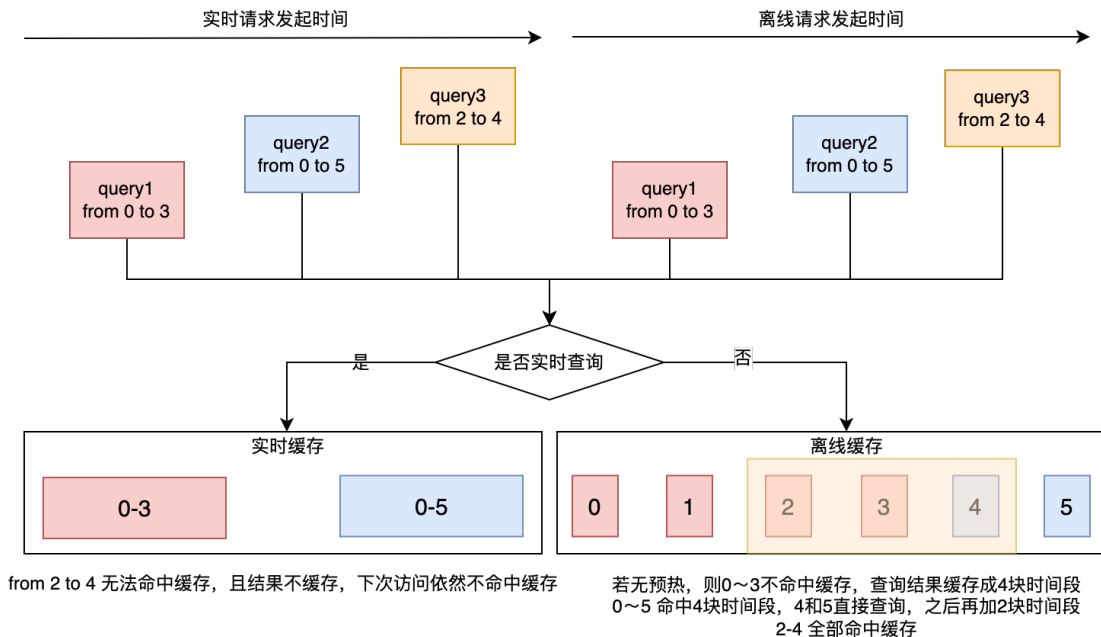 实时请求发起时间
离线请求发起时间
query1
from 0 to 3
query2
from 0 to 5
query3
from 2 to 4
query1
from 0 to 3
query2
from 0 to 5
query3
from 2 to 4
是否实时查询
是
否
实时缓存
0-3
0-5
离线缓存
0
1
2
3
4
5
from 2 to 4 无法命中缓存，且结果不缓存，下次访问依然不命中缓存
若无预热，则0～3不命中缓存，查询结果缓存成4块时间段
0～5 命中4块时间段，4和5直接查询，之后再加2块时间段
2-4 全部命中缓存